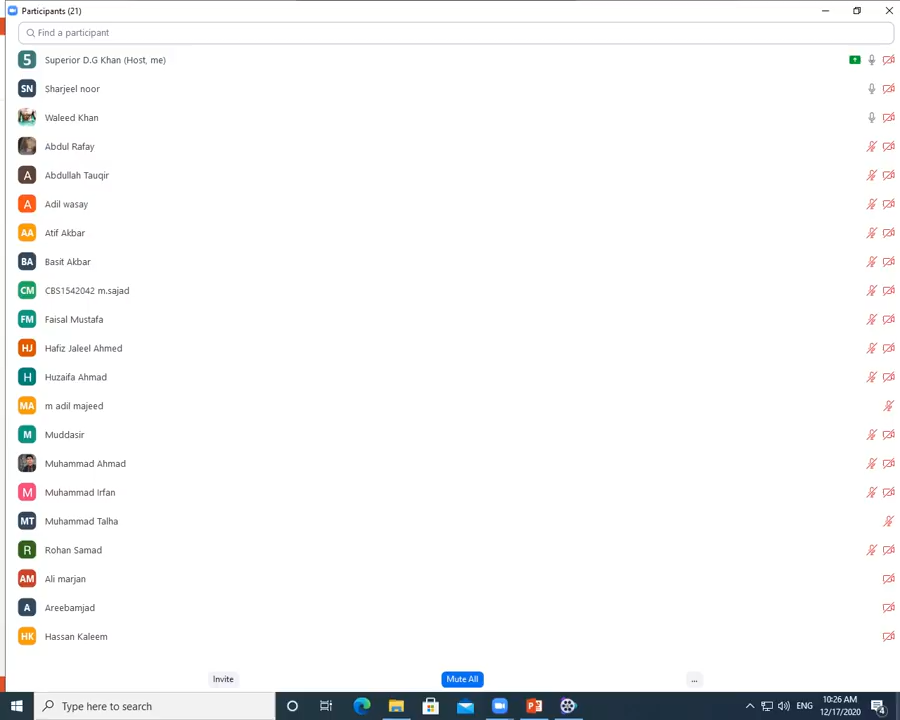 Participants (21)
Find a participant
5 Superior D.G Khan (Host, me)
SN Sharjeel noor
Waleed Khan
Abdul Rafay
A Abdullah Tauqir
A Adil wasay
AA Atif Akbar
BA Basit Akbar
CM CBS1542042 m.sajad
FM Faisal Mustafa
HJ Hafiz Jaleel Ahmed
H Huzaifa Ahmad
MA m adil majeed
M Muddasir
Muhammad Ahmad
M Muhammad Irfan
MT Muhammad Talha
R Rohan Samad
AM Ali marjan
A Areebamjad
HK Hassan Kaleem
Invite Mute All ...
Type here to search ENG 10:26 AM
12/17/2020 4